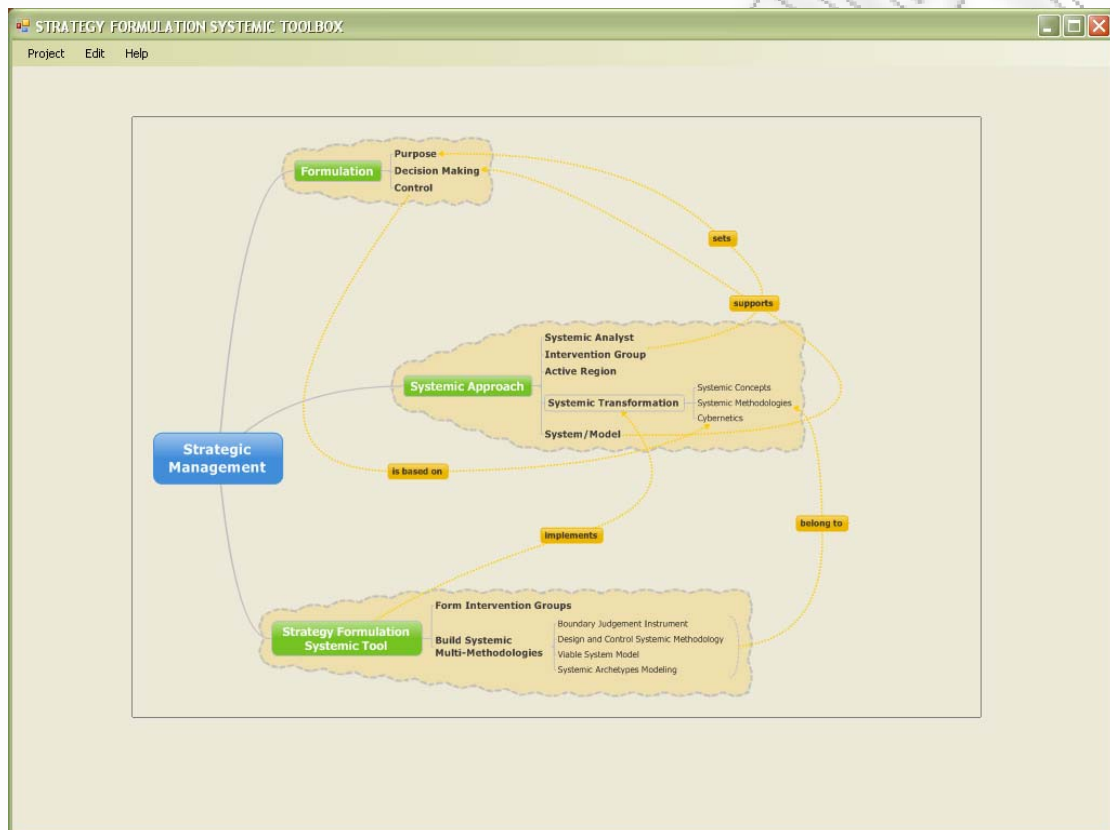 STRATEGY FORMULATION SYSTEMIC TOOLBOX
Project Edit Help
Formulation
Purpose
Decision Making
Control
sets
supports
Systemic Approach
Systemic Analyst
Intervention Group
Active Region
Systemic Transformation
Systemic Concepts
Systemic Methodologies
Cybernetics
System/Model
Strategic
Management
is based on
implements
belong to
Strategy Formulation
Systemic Tool
Form Intervention Groups
Build Systemic
Multi-Methodologies
Boundary Judgement Instrument
Design and Control Systemic Methodology
Viable System Model
Systemic Archetypes Modeling